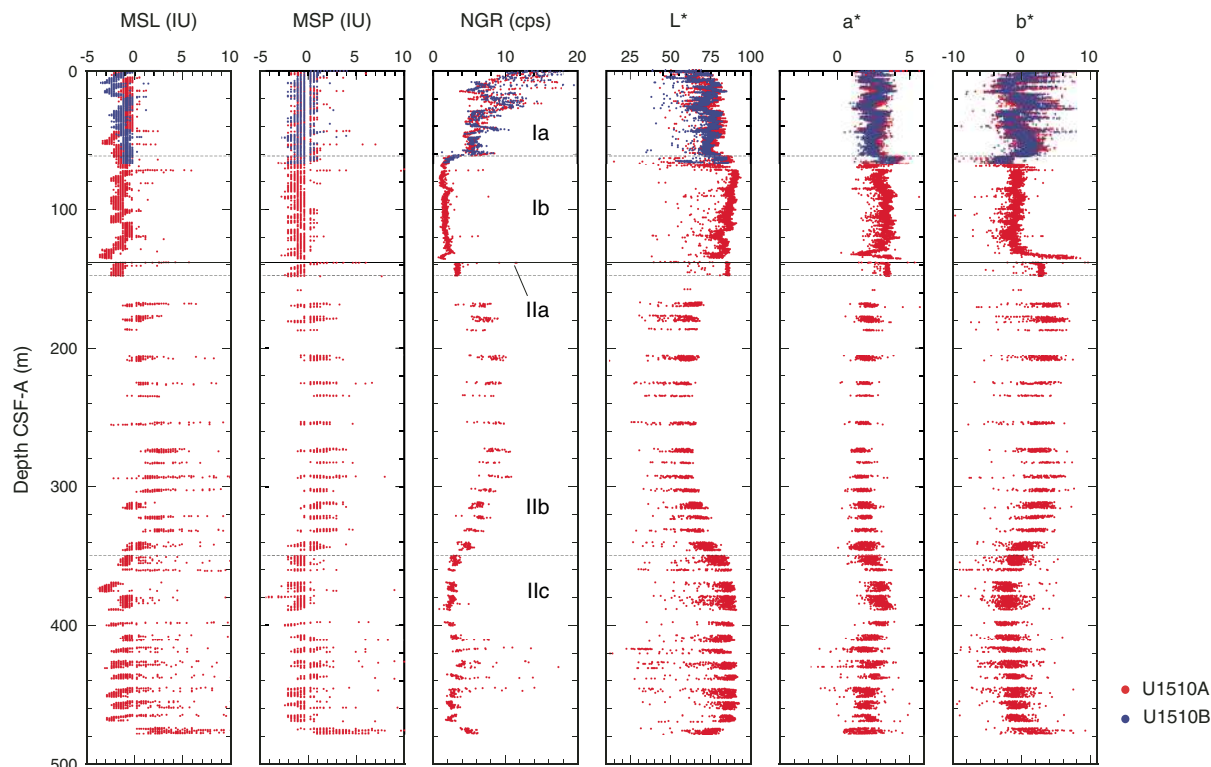 MSL (IU) MSP (IU) NGR (cps) L* a* b*
-5 0 5 10 -5 0 5 10 0 10 20 10 25 50 75 100 0 5 -10 0 10
0
Ia
100
Ib
IIa
200
300
IIb
IIc
400
500
Depth CSF-A (m)
U1510A
U1510B